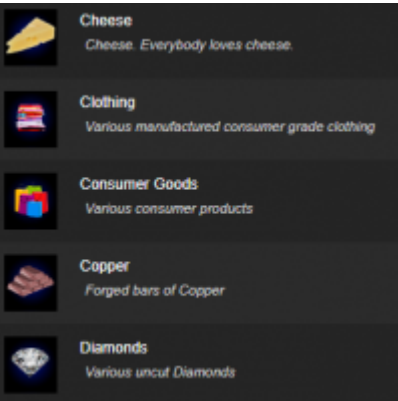 Cheese
Cheese. Everybody loves cheese.
Clothing
Various manufactured consumer grade clothing
Consumer Goods
Various consumer products
Copper
Forged bars of Copper
Diamonds
Various uncut Diamonds